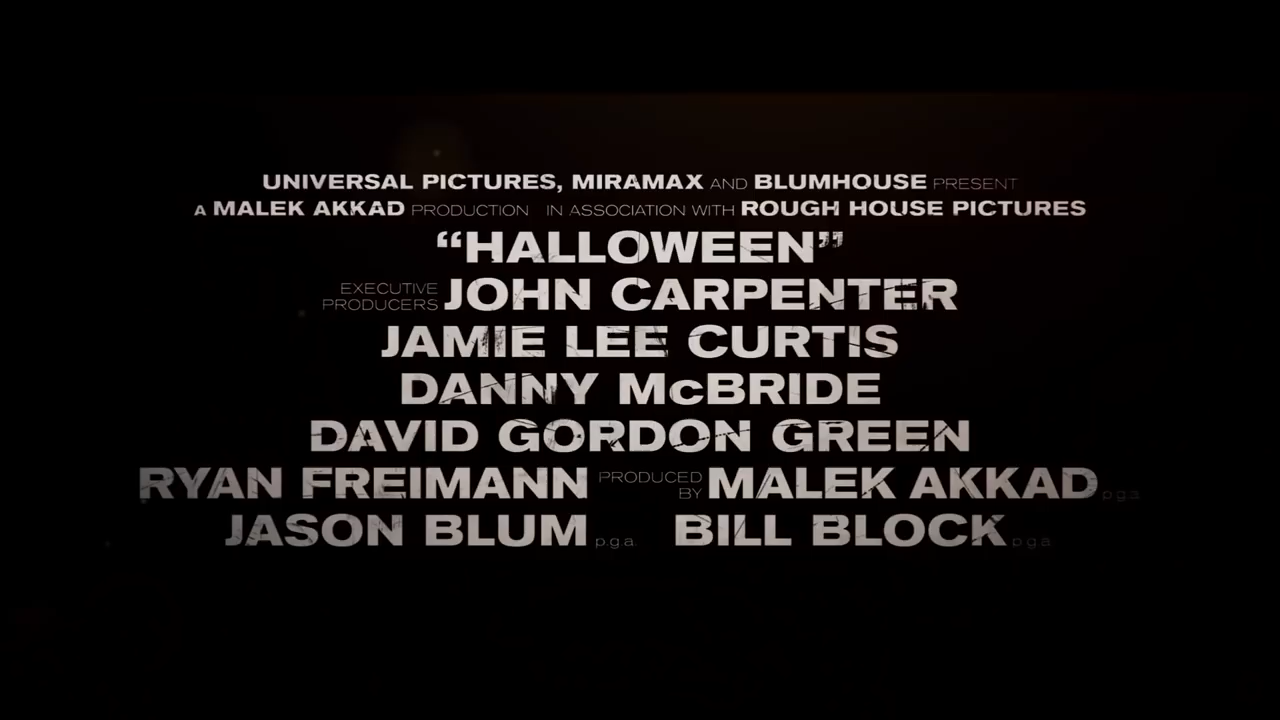 UNIVERSAL PICTURES, MIRAMAX AND BLUMHOUSE PRESENT
A MALEK AKKAD PRODUCTION IN ASSOCIATION WITH ROUGH HOUSE PICTURES
“HALLOWEEN”
EXECUTIVE PRODUCERS JOHN CARPENTER
JAMIE LEE CURTIS
DANNY McBRIDE
DAVID GORDON GREEN
RYAN FREIMANN PRODUCED BY MALEK AKKAD p.g.a.
JASON BLUM p.g.a. BILL BLOCK p.g.a.